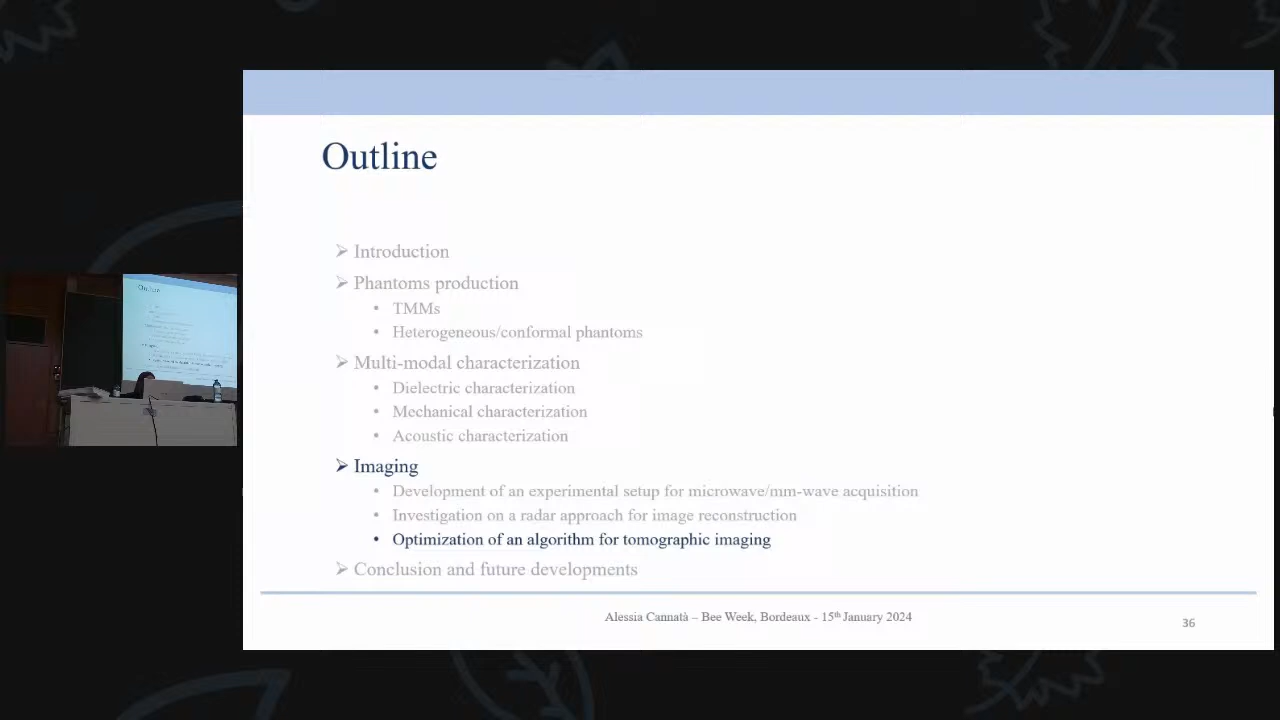 Outline
➢ Introduction
➢ Phantoms production
• TMMs
• Heterogeneous/conformal phantoms
➢ Multi-modal characterization
• Dielectric characterization
• Mechanical characterization
• Acoustic characterization
➢ Imaging
• Development of an experimental setup for microwave/mm-wave acquisition
• Investigation on a radar approach for image reconstruction
• Optimization of an algorithm for tomographic imaging
➢ Conclusion and future developments
Alessia Cannatà – Bee Week, Bordeaux - 15th January 2024
36
Outline